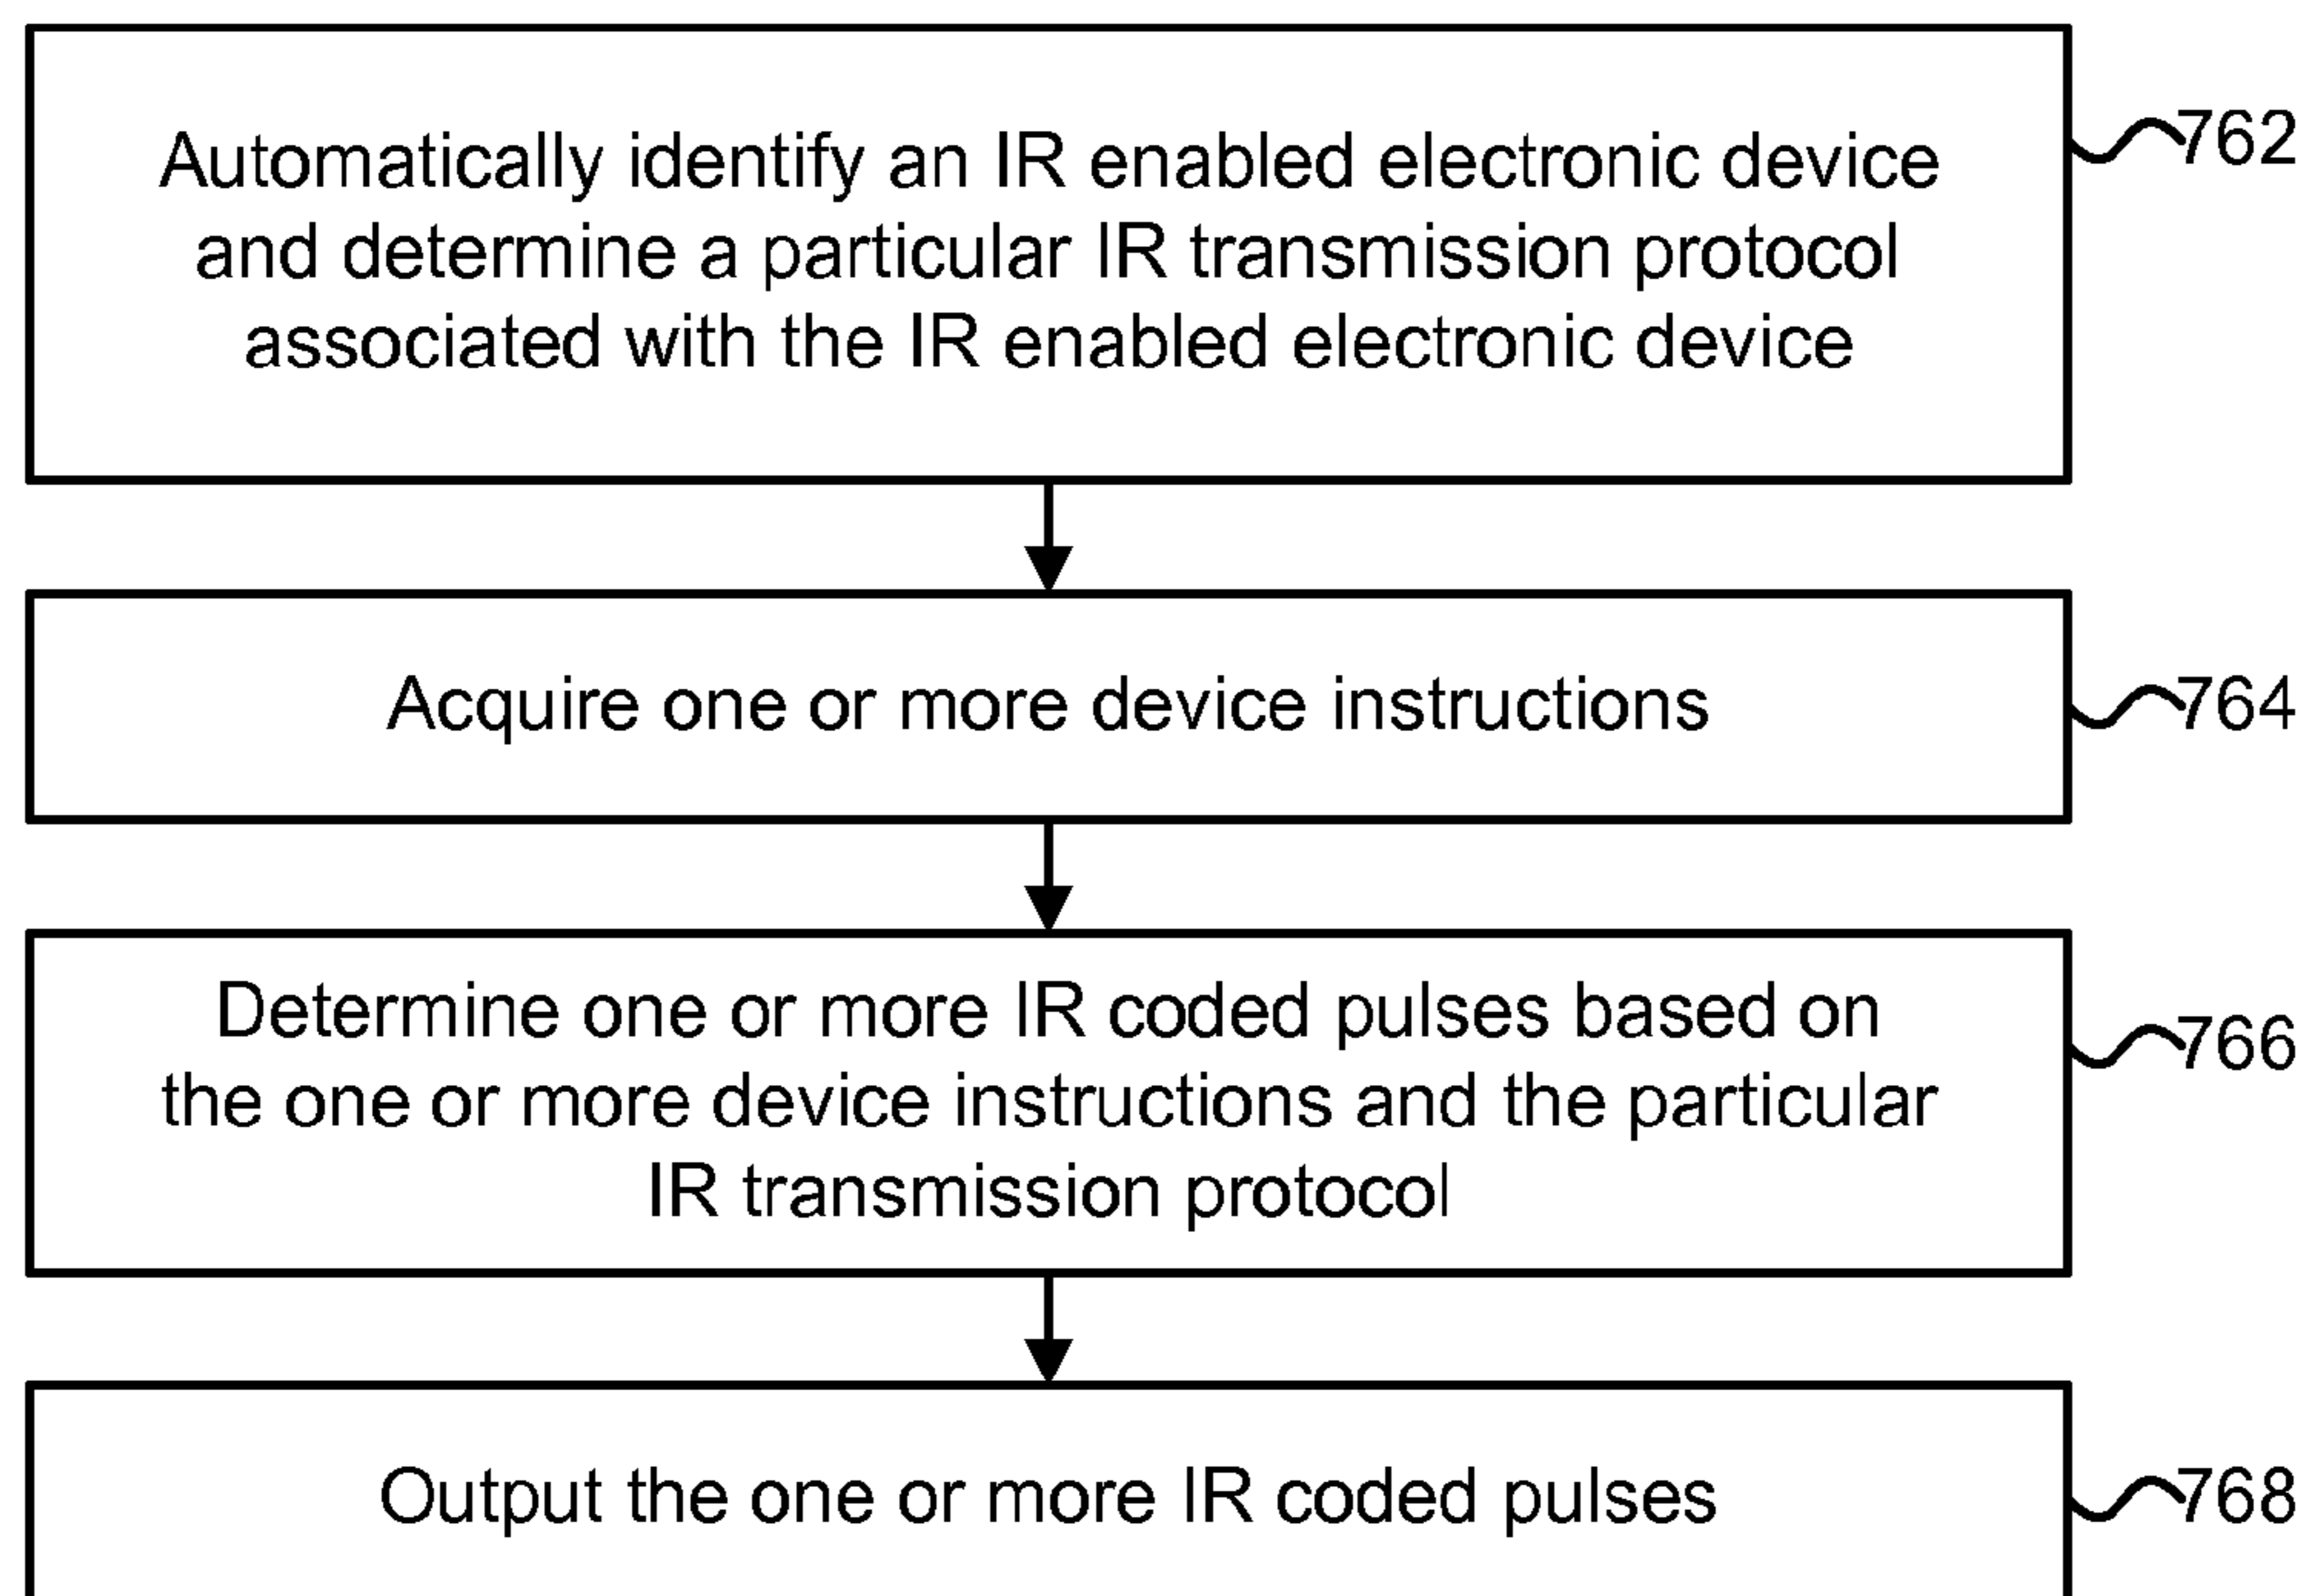 Automatically identify an IR enabled electronic device
and determine a particular IR transmission protocol
associated with the IR enabled electronic device
762
Acquire one or more device instructions
764
Determine one or more IR coded pulses based on
the one or more device instructions and the particular
IR transmission protocol
766
Output the one or more IR coded pulses
768